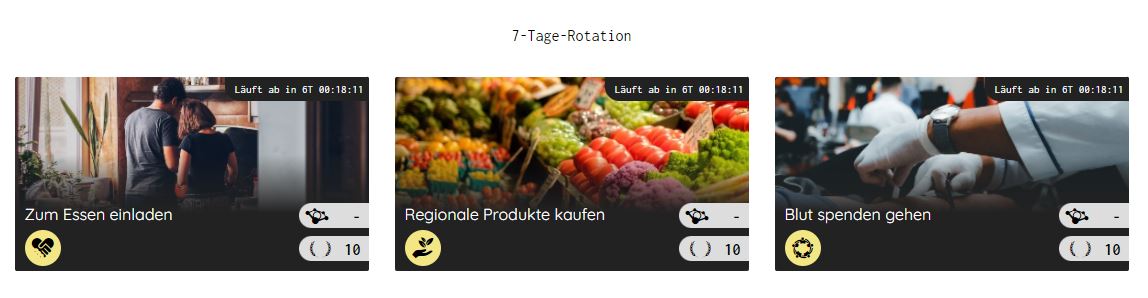 7-Tage-Rotation
Läuft ab in 6T 00:18:11
Zum Essen einladen
-
10
Läuft ab in 6T 00:18:11
Regionale Produkte kaufen
-
10
Läuft ab in 6T 00:18:11
Blut spenden gehen
-
10